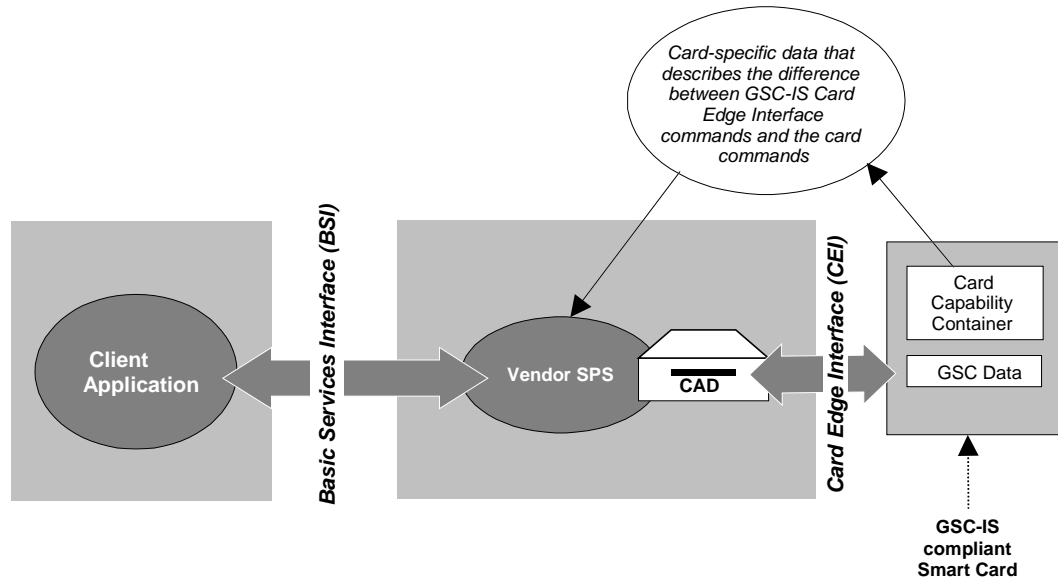 Card-specific data that
describes the difference
between GSC-IS Card
Edge Interface
commands and the card
commands
Client
Application
Basic Services Interface (BSI)
Vendor SPS
CAD
Card Edge Interface (CEI)
Card
Capability
Container
GSC Data
GSC-IS
compliant
Smart Card